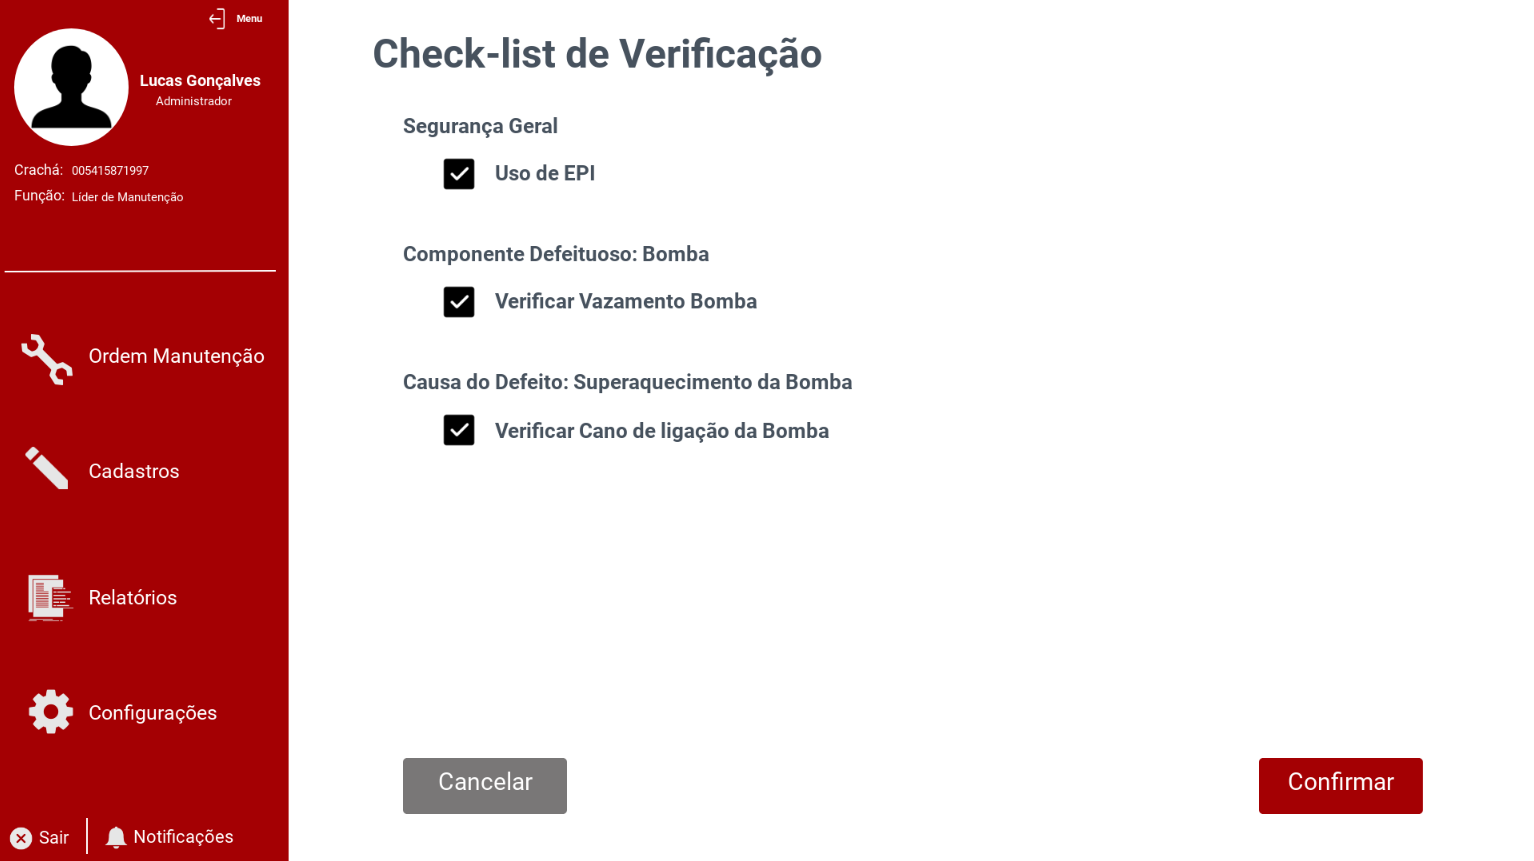 Menu
Lucas Gonçalves
Administrador
Crachá: 005415871997
Função: Líder de Manutenção
Ordem Manutenção
Cadastros
Relatórios
Configurações
Sair
Notificações
Check-list de Verificação
Segurança Geral
Uso de EPI
Componente Defeituoso: Bomba
Verificar Vazamento Bomba
Causa do Defeito: Superaquecimento da Bomba
Verificar Cano de ligação da Bomba
Cancelar
Confirmar